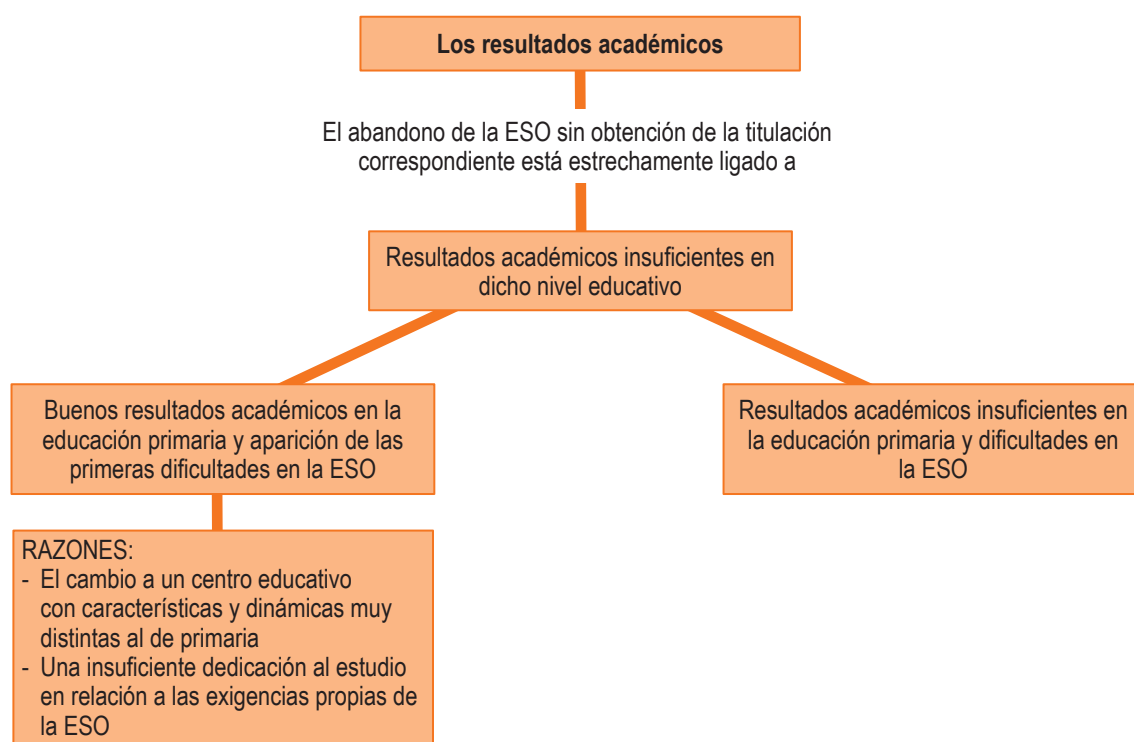 Los resultados académicos
El abandono de la ESO sin obtención de la titulación
correspondiente está estrechamente ligado a
Resultados académicos insuficientes en
dicho nivel educativo
Buenos resultados académicos en la
educación primaria y aparición de las
primeras dificultades en la ESO
Resultados académicos insuficientes en
la educación primaria y dificultades en
la ESO
RAZONES:
- El cambio a un centro educativo
con características y dinámicas muy
distintas al de primaria
- Una insuficiente dedicación al estudio
en relación a las exigencias propias de
la ESO